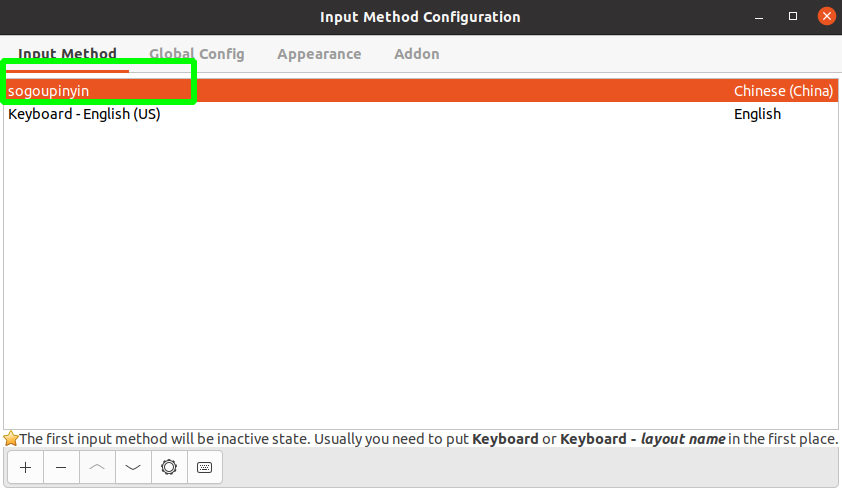 Input Method Configuration
Input Method Global Config Appearance Addon
sogoupinyin Chinese (China)
Keyboard - English (US) English
The first input method will be inactive state. Usually you need to put Keyboard or Keyboard - layout name in the first place.